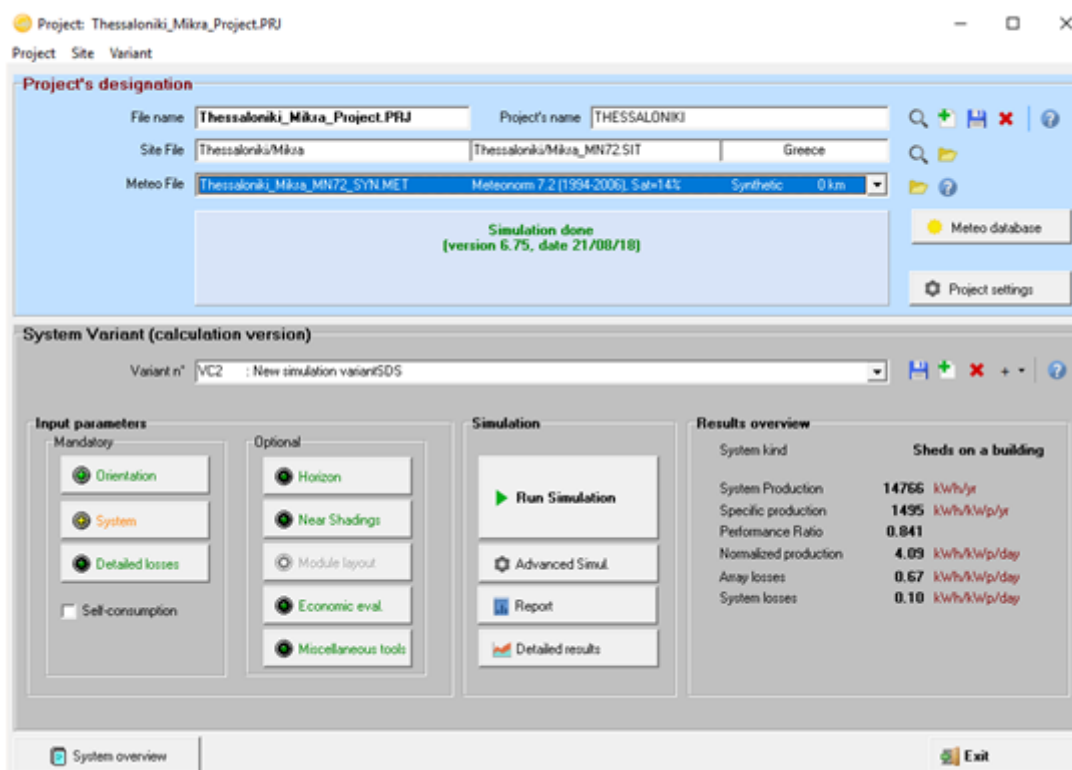 Project: Thessaloniki_Mikra_Project.PRJ
Project Site Variant
Project's designation
File name Thessaloniki_Mikra_Project.PRJ Project's name THESSALONIKI
Site File Thessaloniki/Mikra Thessaloniki/Mikra_MN72.SIT Greece
Meteo File Thessaloniki_Mikra_MN72_SYN.MET Meteonorm 7.2 (1994-2006), Sat=14% Synthetic 0 km
Simulation done
(version 6.75, date 21/08/18)
Meteo database
Project settings
System Variant (calculation version)
Variant n° VC2 : New simulation variantSDS
Input parameters
Mandatory
Orientation
System
Detailed losses
Self-consumption
Optional
Horizon
Near Shadings
Module layout
Economic eval.
Miscellaneous tools
Simulation
Run Simulation
Advanced Simul.
Report
Detailed results
Results overview
System kind Sheds on a building
System Production 14766 kWh/yr
Specific production 1495 kWh/kWp/yr
Performance Ratio 0.841
Normalized production 4.09 kWh/kWp/day
Array losses 0.67 kWh/kWp/day
System losses 0.10 kWh/kWp/day
System overview
Exit